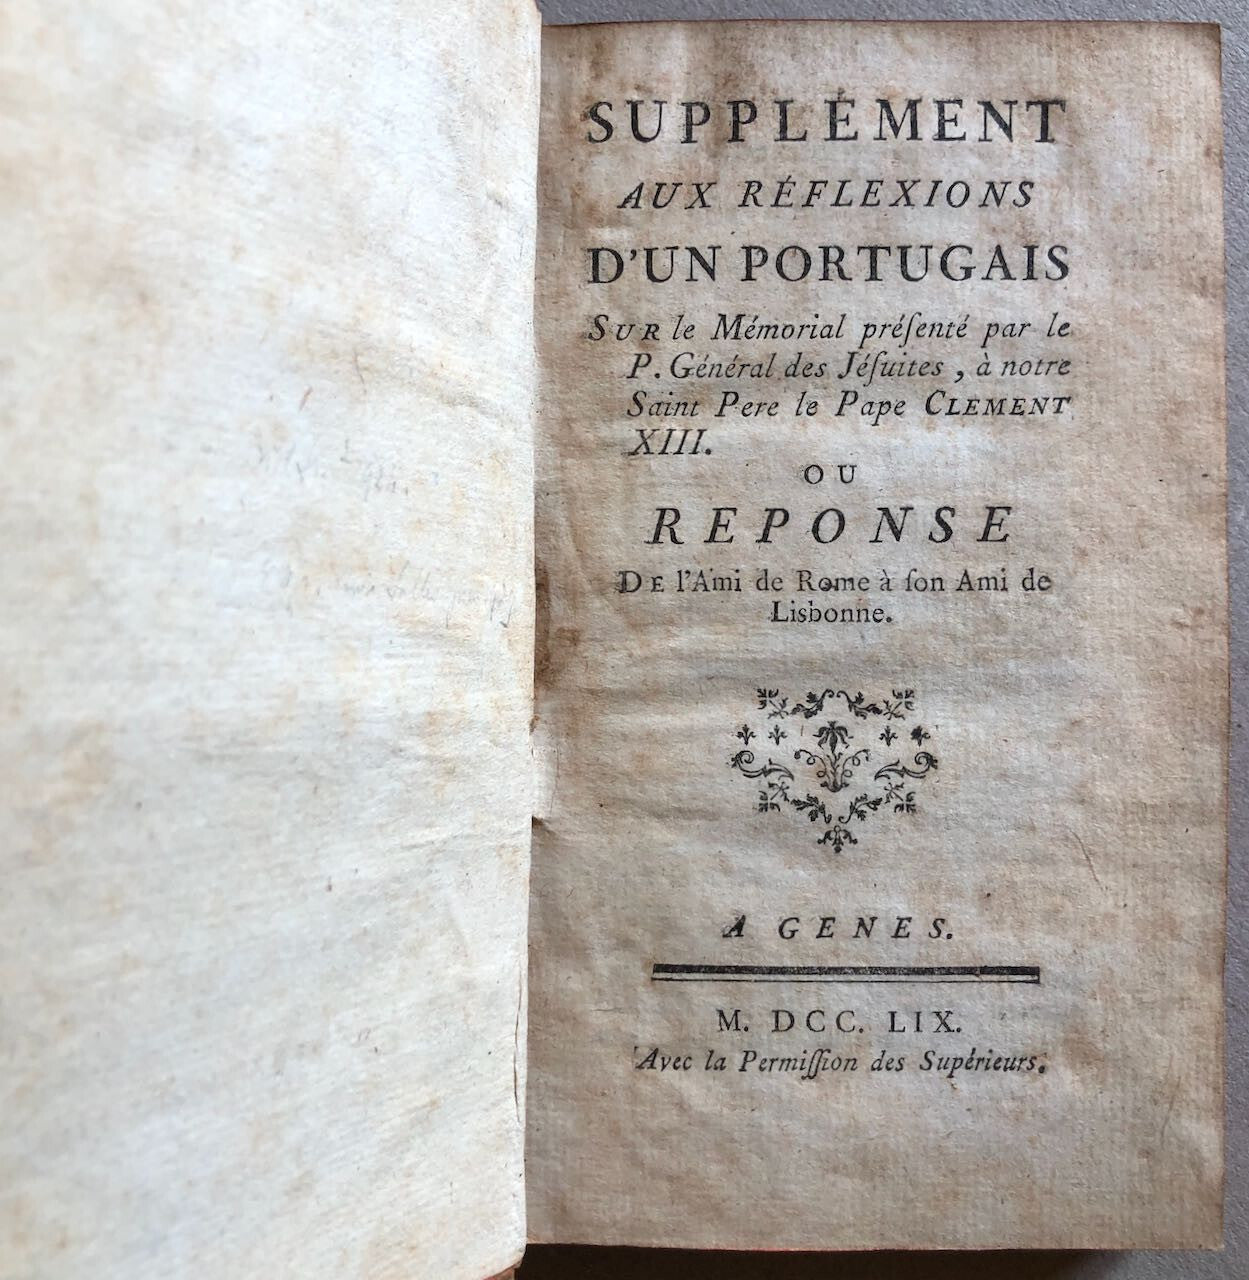 SUPPLÉMENT
AUX RÉFLEXIONS
D'UN PORTUGAIS
SUR le Mémorial préſenté par le
P. Général des Jéſuites, à notre
Saint Pere le Pape CLEMENT
XIII.
OU
REPONSE
DE l'Ami de Rome à ſon Ami de
Lisbonne.
A GENES.
M. DCC. LIX.
Avec la Permiſſion des Supérieurs.